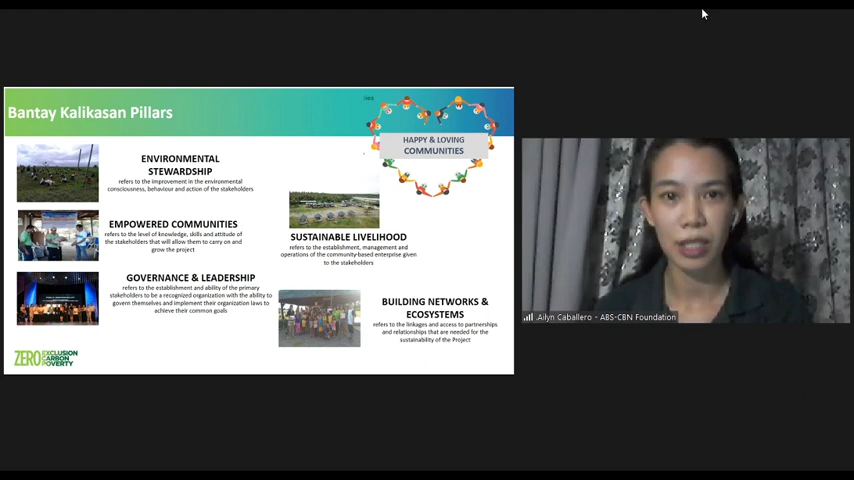 Bantay Kalikasan Pillars
HAPPY & LOVING
COMMUNITIES
ENVIRONMENTAL
STEWARDSHIP
refers to the improvement in the environmental
consciousness, behaviour and action of the stakeholders
EMPOWERED COMMUNITIES
refers to the level of knowledge, skills and attitude of
the stakeholders that will allow them to carry on and
grow the project
GOVERNANCE & LEADERSHIP
refers to the establishment and ability of the primary
stakeholders to be a recognized organization with the ability to
govern themselves and implement their organization laws to
achieve their common goals
SUSTAINABLE LIVELIHOOD
refers to the establishment, management and
operations of the community-based enterprise given
to the stakeholders
BUILDING NETWORKS &
ECOSYSTEMS
refers to the linkages and access to partnerships
and relationships that are needed for the
sustainability of the Project
ZERO EXCLUSION
CARBON
POVERTY
Ailyn Caballero - ABS-CBN Foundation